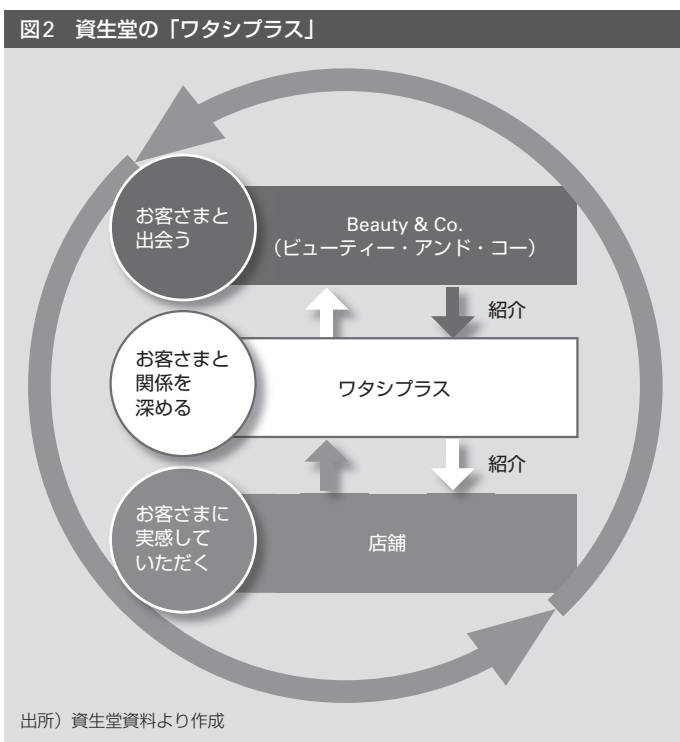 図2 資生堂の「ワタシプラス」
お客さまと
出会う
Beauty & Co.
（ビューティー・アンド・コー）
紹介
お客さまと
関係を
深める
ワタシプラス
紹介
お客さまに
実感して
いただく
店舗
出所）資生堂資料より作成